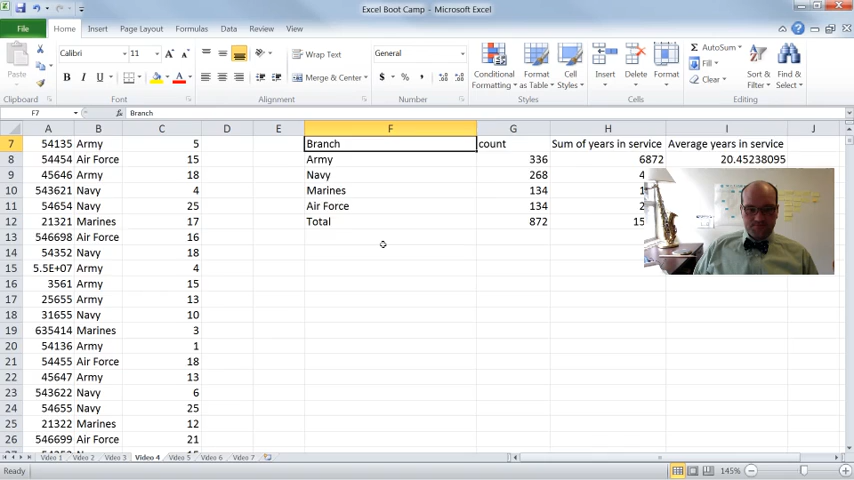 Excel Boot Camp - Microsoft Excel
File Home Insert Page Layout Formulas Data Review View
Calibri 11 A A Wrap Text General AutoSum
Paste B I U A Merge & Center $ % , Conditional Formatting Format as Table Cell Styles Insert Delete Format Fill Clear Sort & Filter Find & Select
Clipboard Font Alignment Number Styles Cells Editing
F7 fx Branch
A B C D E F G H I J
7 54135 Army 5 Branch count Sum of years in service Average years in service
8 54454 Air Force 15 Army 336 6872 20.45238095
9 45646 Army 18 Navy 268 4
10 543621 Navy 4 Marines 134 1
11 54654 Navy 25 Air Force 134 2
12 21321 Marines 17 Total 872 15
13 546698 Air Force 16
14 54352 Navy 18
15 5.5E+07 Army 4
16 3561 Army 15
17 25655 Army 13
18 31655 Navy 10
19 635414 Marines 3
20 54136 Army 1
21 54455 Air Force 18
22 45647 Army 13
23 543622 Navy 6
24 54655 Navy 25
25 21322 Marines 12
26 546699 Air Force 21
Video 1 Video 2 Video 3 Video 4 Video 5 Video 6 Video 7
Ready 145%